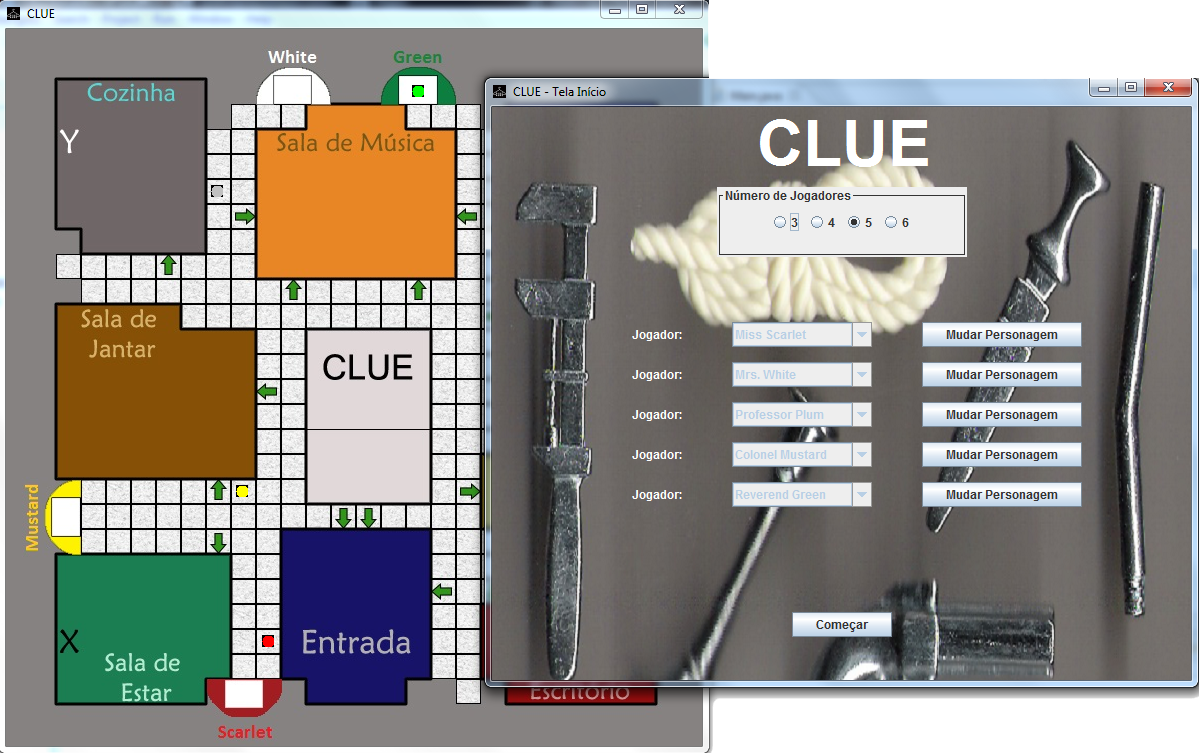 CLUE
White
Green
Cozinha
Y
Sala de Música
Sala de
Jantar
CLUE
Mustard
X
Sala de
Estar
Entrada
Scarlet
Escritório
CLUE - Tela Início
CLUE
Número de Jogadores
3 4 5 6
Jogador: Miss Scarlet Mudar Personagem
Jogador: Mrs. White Mudar Personagem
Jogador: Professor Plum Mudar Personagem
Jogador: Colonel Mustard Mudar Personagem
Jogador: Reverend Green Mudar Personagem
Começar